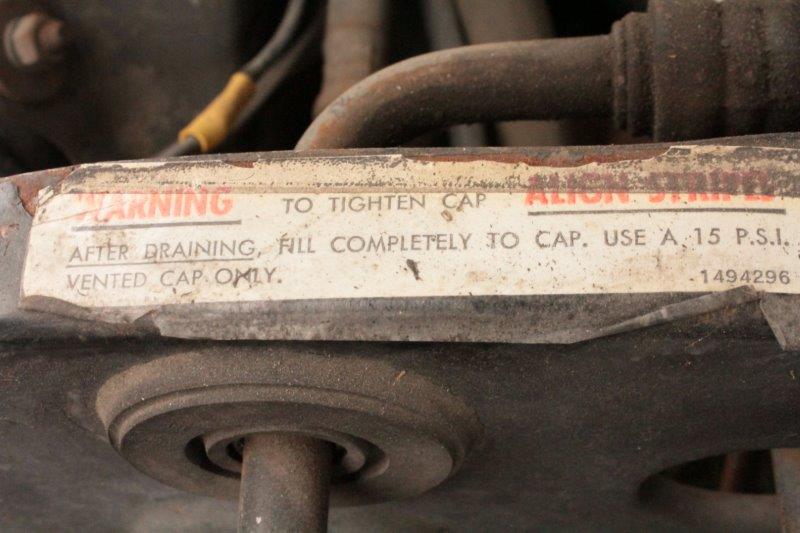 WARNING TO TIGHTEN CAP ALIGN STRIPES
AFTER DRAINING, FILL COMPLETELY TO CAP. USE A 15 P.S.I.
VENTED CAP ONLY. 1494296